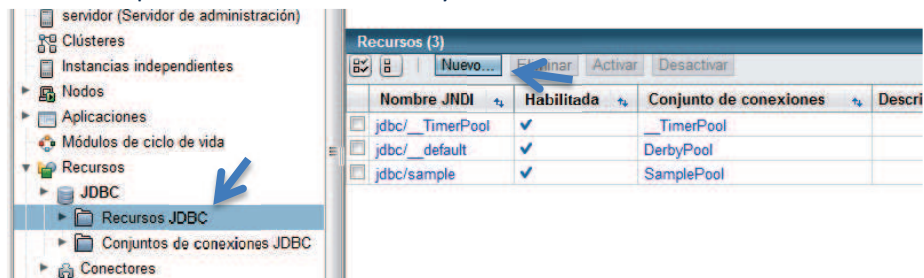 servidor (Servidor de administración)
Clústeres
Instancias independientes
Nodos
Aplicaciones
Módulos de ciclo de vida
Recursos
JDBC
Recursos JDBC
Conjuntos de conexiones JDBC
Conectores
Recursos (3)
Nuevo... Eliminar Activar Desactivar
Nombre JNDI Habilitada Conjunto de conexiones Descri
jdbc/__TimerPool __TimerPool
jdbc/__default DerbyPool
jdbc/sample SamplePool